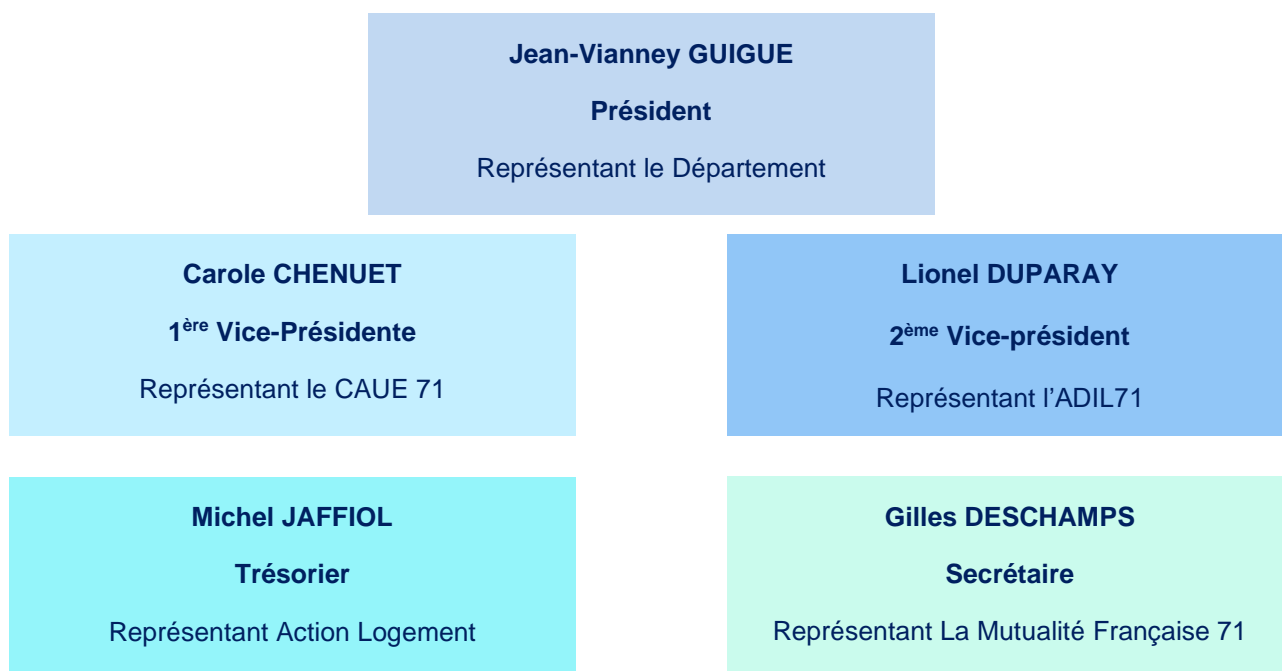 Jean-Vianney GUIGUE
Président
Représentant le Département
Carole CHENUET
1ère Vice-Présidente
Représentant le CAUE 71
Lionel DUPARAY
2ème Vice-président
Représentant l’ADIL71
Michel JAFFIOL
Trésorier
Représentant Action Logement
Gilles DESCHAMPS
Secrétaire
Représentant La Mutualité Française 71